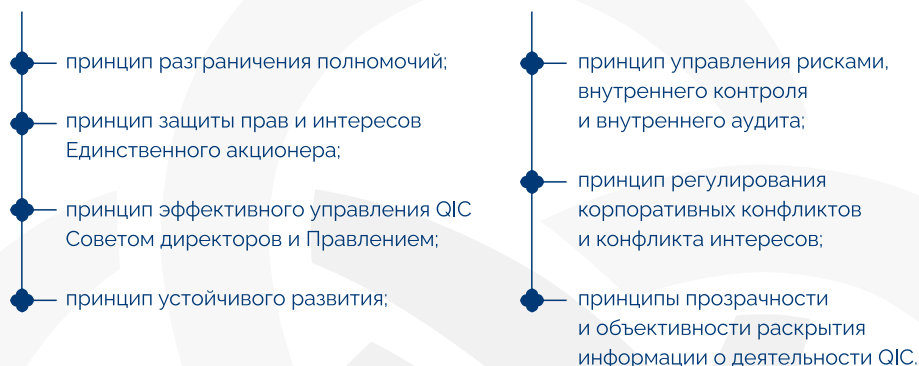 принцип разграничения полномочий;
принцип защиты прав и интересов
Единственного акционера;
принцип эффективного управления QIC
Советом директоров и Правлением;
принцип устойчивого развития;
принцип управления рисками,
внутреннего контроля
и внутреннего аудита;
принцип регулирования
корпоративных конфликтов
и конфликта интересов;
принципы прозрачности
и объективности раскрытия
информации о деятельности QIC.